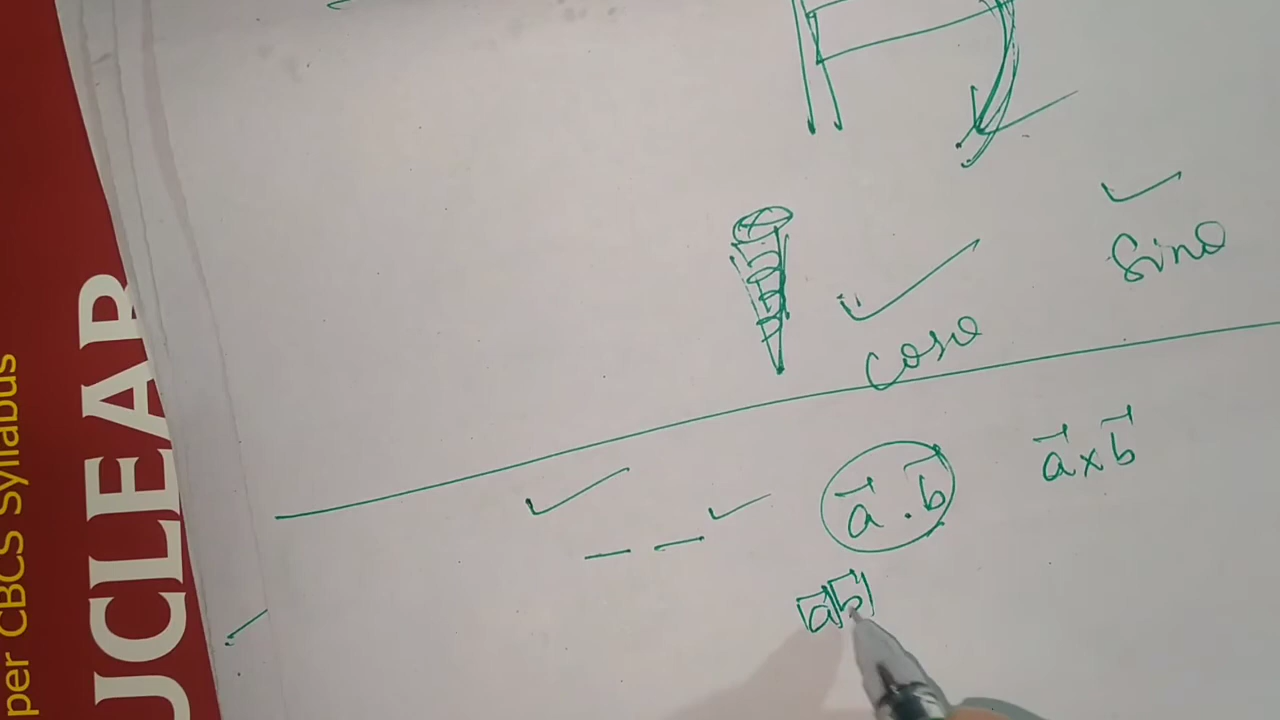 per CBCS Syllabus
UCLEAR
sinθ
cosθ
a⃗ . b⃗
a⃗ × b⃗
|a⃗||b⃗|